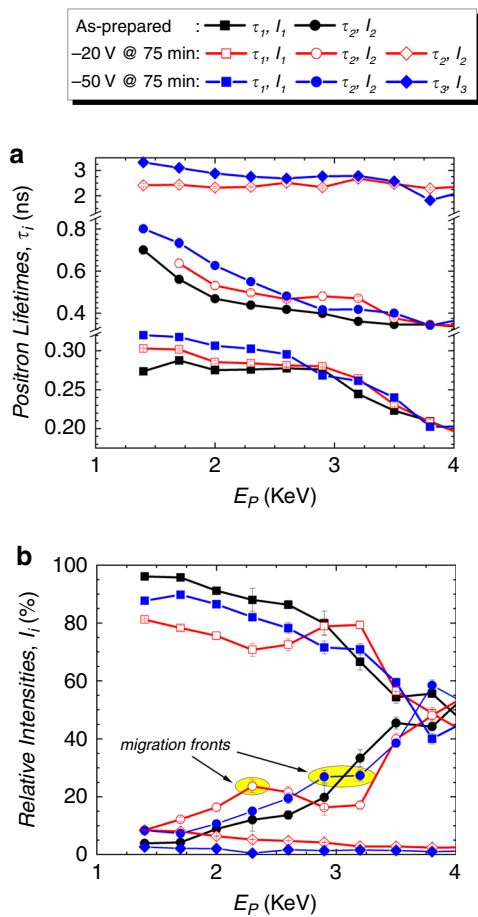 As-prepared : τ1, I1 τ2, I2
–20 V @ 75 min: τ1, I1 τ2, I2 τ2, I2
–50 V @ 75 min: τ1, I1 τ2, I2 τ3, I3
a
3
2
0.8
0.6
0.4
0.30
0.25
0.20
Positron Lifetimes, τi (ns)
1 2 3 4
EP (KeV)
b
100
80
60
40
20
0
Relative Intensities, Ii (%)
migration fronts
1 2 3 4
EP (KeV)